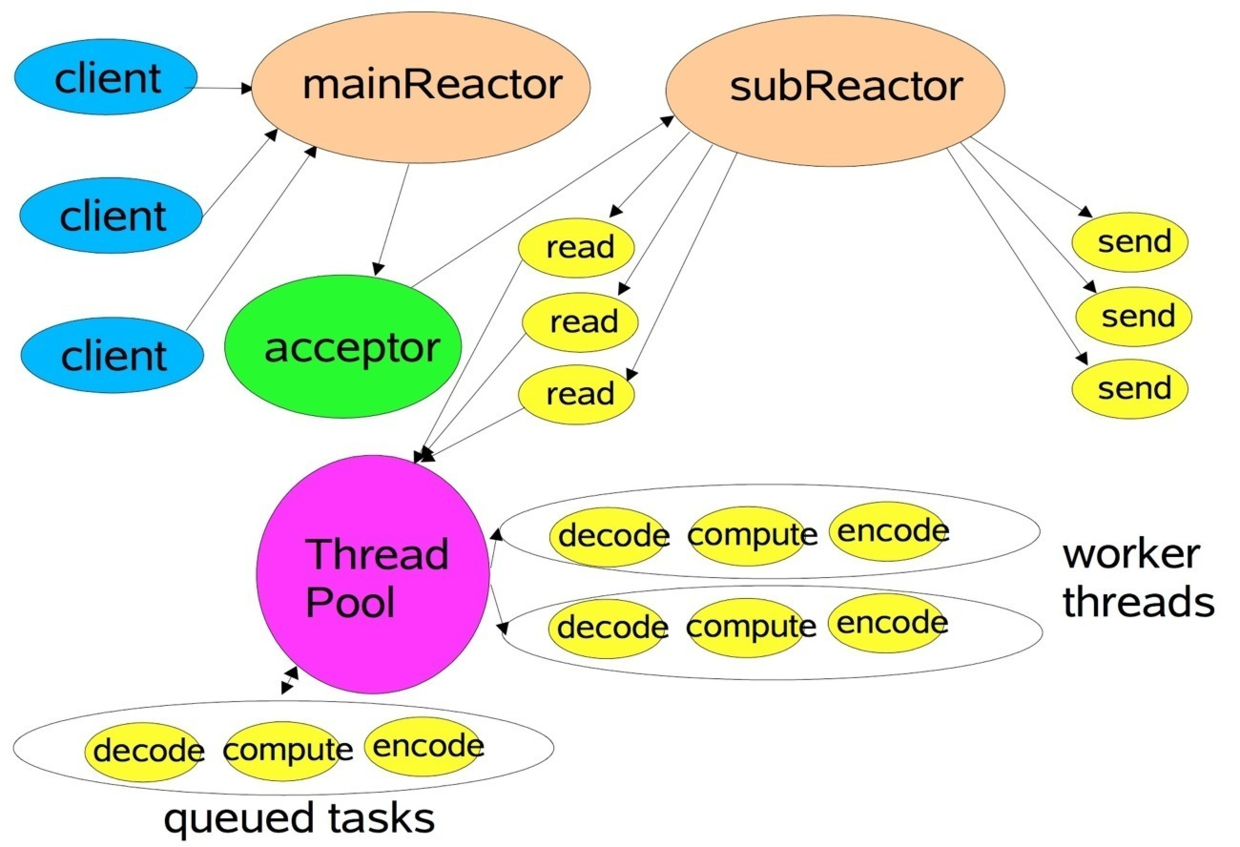 client
mainReactor
subReactor
client
read
send
read
send
client
acceptor
read
send
Thread
Pool
decode compute encode
worker
threads
decode compute encode
decode compute encode
queued tasks